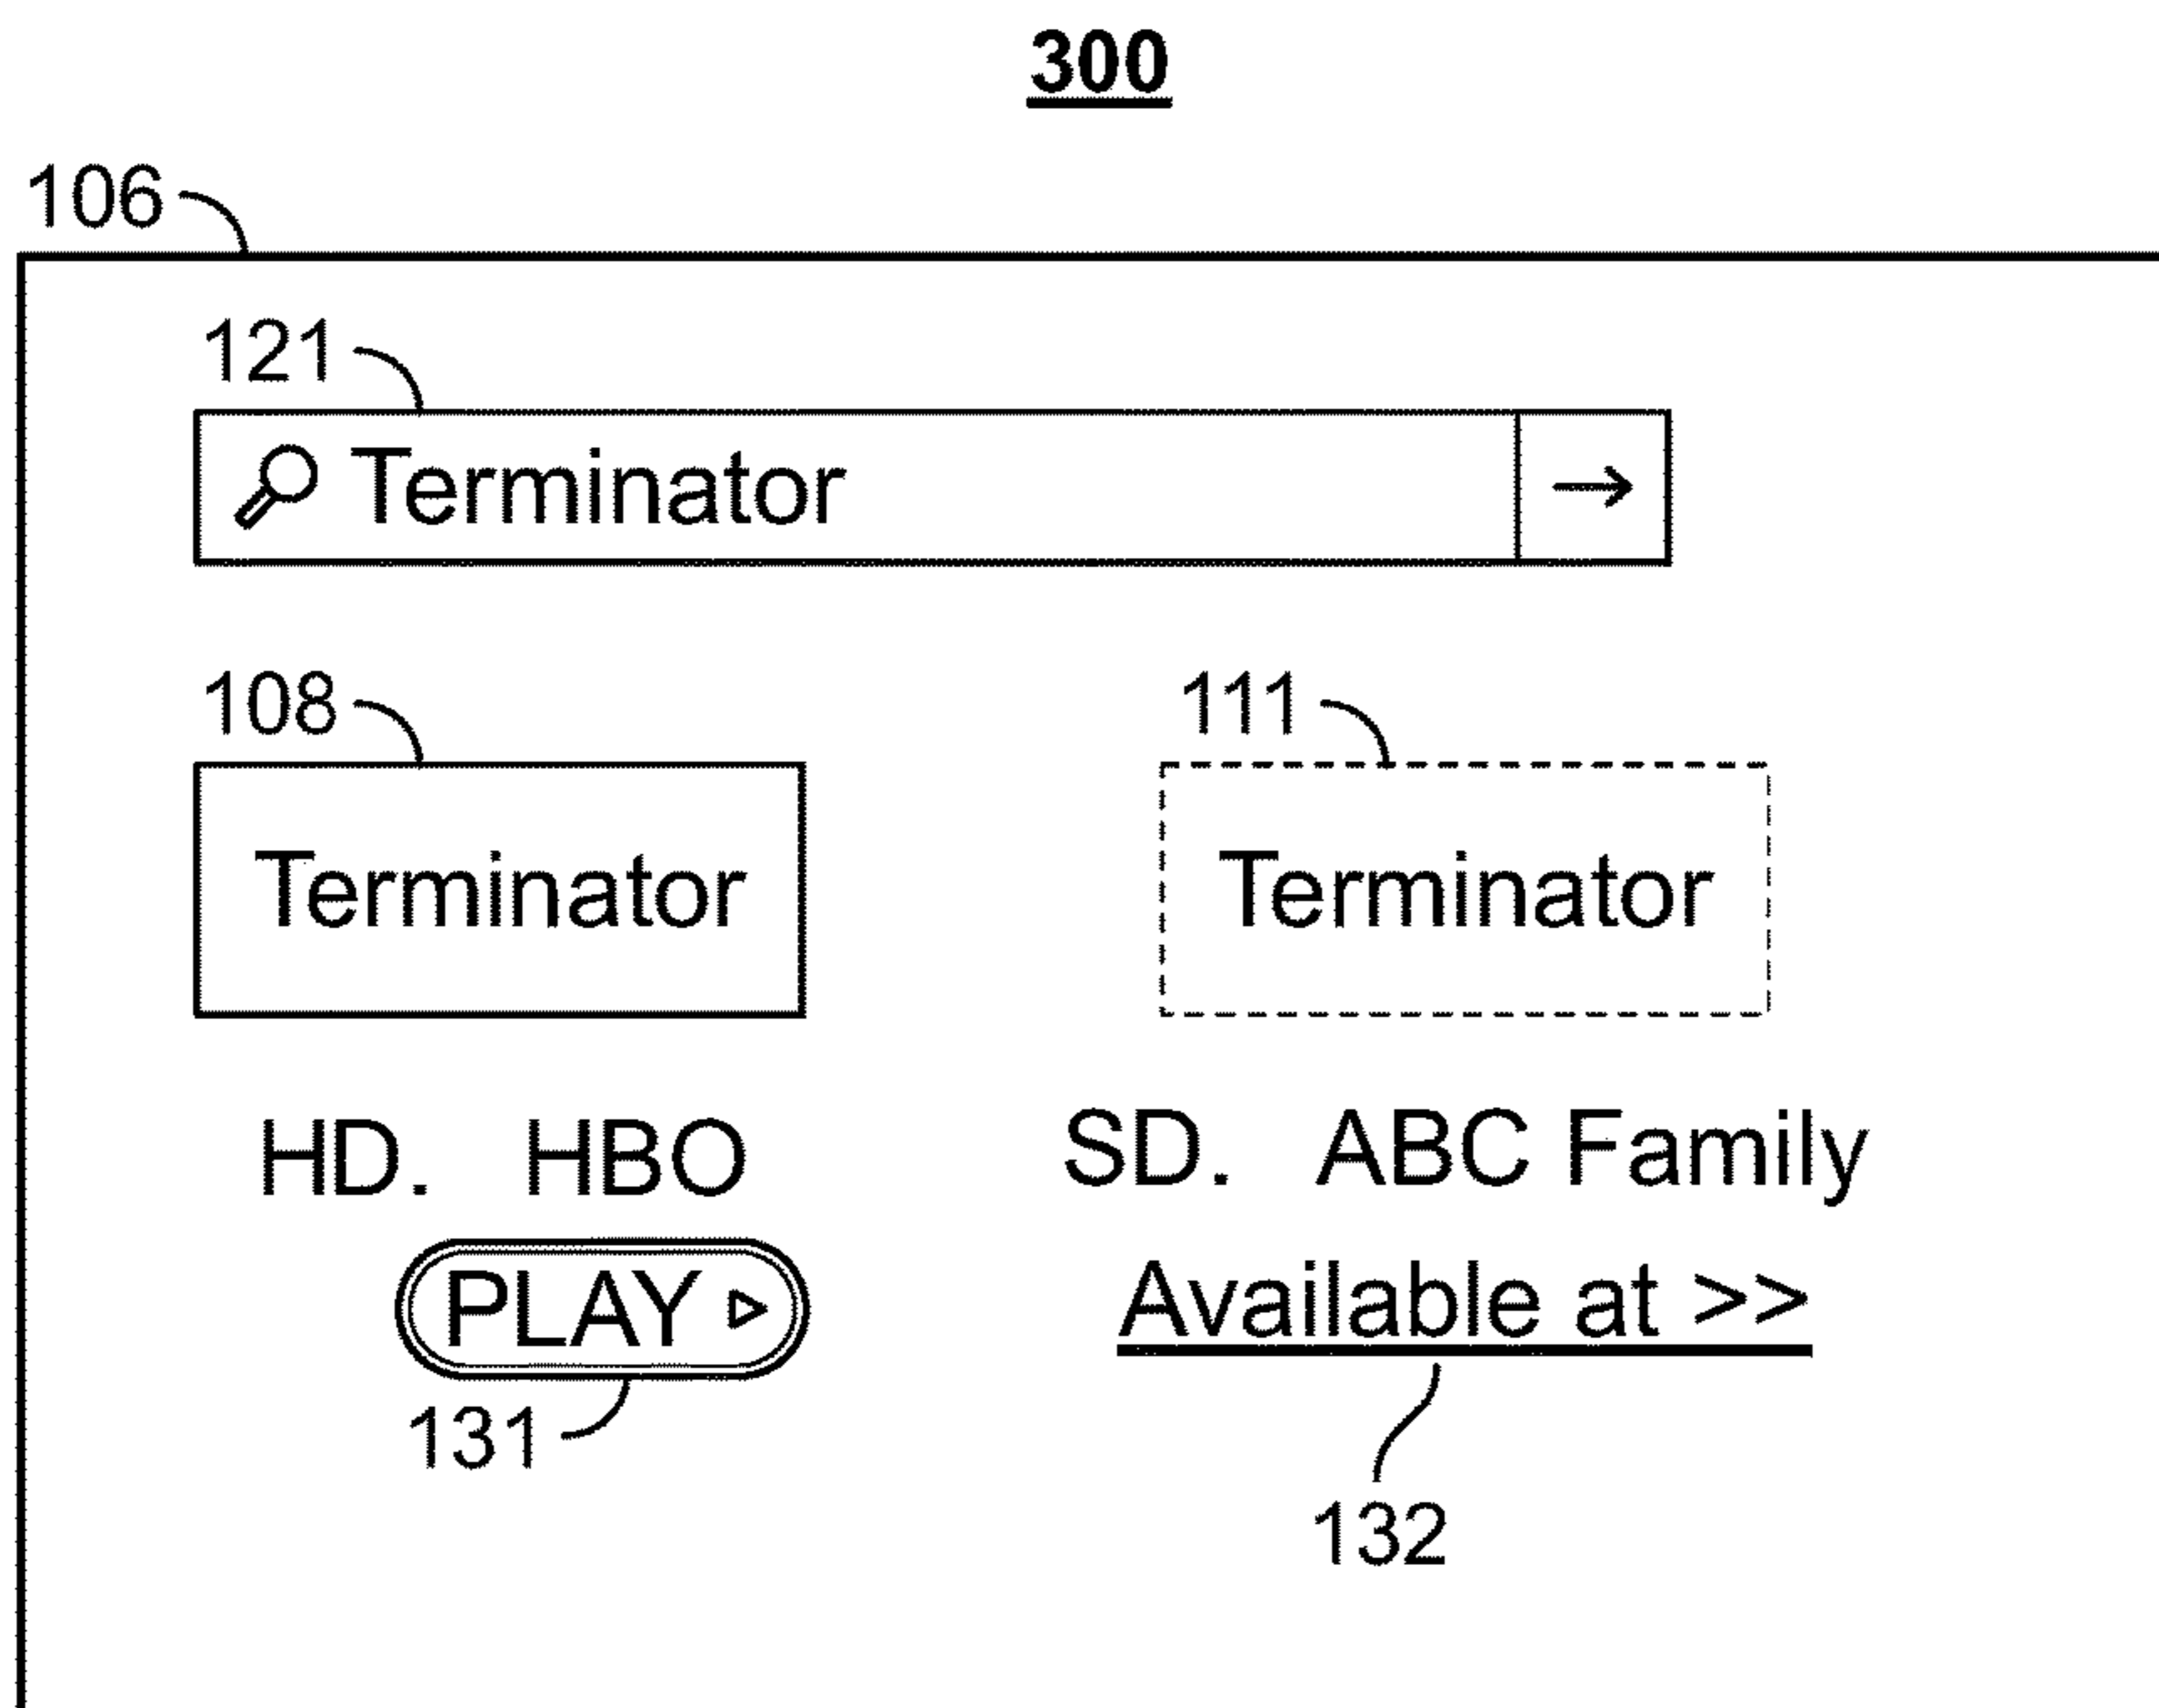 300
106
121
Terminator
108
111
Terminator
Terminator
HD. HBO
SD. ABC Family
PLAY
Available at >>
131
132